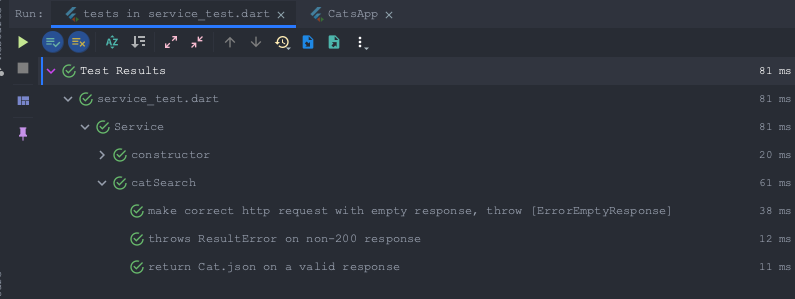 Run: tests in service_test.dart CatsApp
Test Results 81 ms
service_test.dart 81 ms
Service 81 ms
constructor 20 ms
catSearch 61 ms
make correct http request with empty response, throw [ErrorEmptyResponse] 38 ms
throws ResultError on non-200 response 12 ms
return Cat.json on a valid response 11 ms